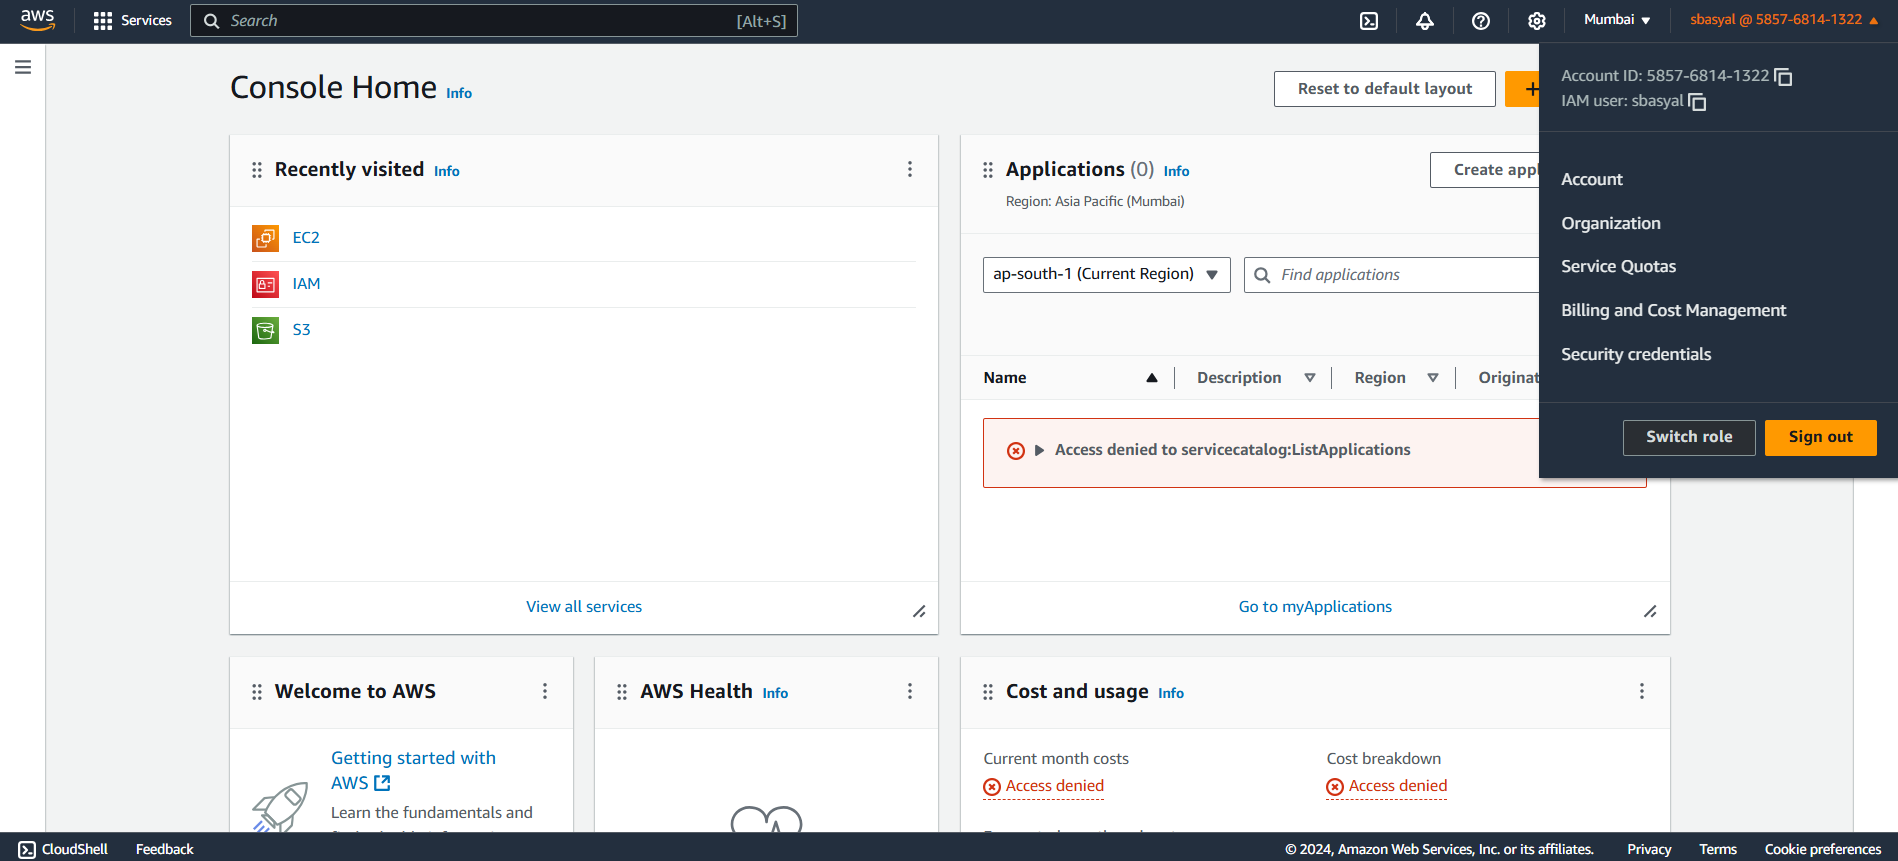 aws
Services
Search
[Alt+S]
Mumbai
sbasyal @ 5857-6814-1322
Account ID: 5857-6814-1322
IAM user: sbasyal
Account
Organization
Service Quotas
Billing and Cost Management
Security credentials
Switch role
Sign out
Console Home Info
Reset to default layout
+
Recently visited Info
EC2
IAM
S3
View all services
Applications (0) Info
Region: Asia Pacific (Mumbai)
Create appl
ap-south-1 (Current Region)
Find applications
Name
Description
Region
Originat
Access denied to servicecatalog:ListApplications
Go to myApplications
Welcome to AWS
Getting started with
AWS
Learn the fundamentals and
AWS Health Info
Cost and usage Info
Current month costs
Access denied
Cost breakdown
Access denied
CloudShell
Feedback
© 2024, Amazon Web Services, Inc. or its affiliates.
Privacy
Terms
Cookie preferences